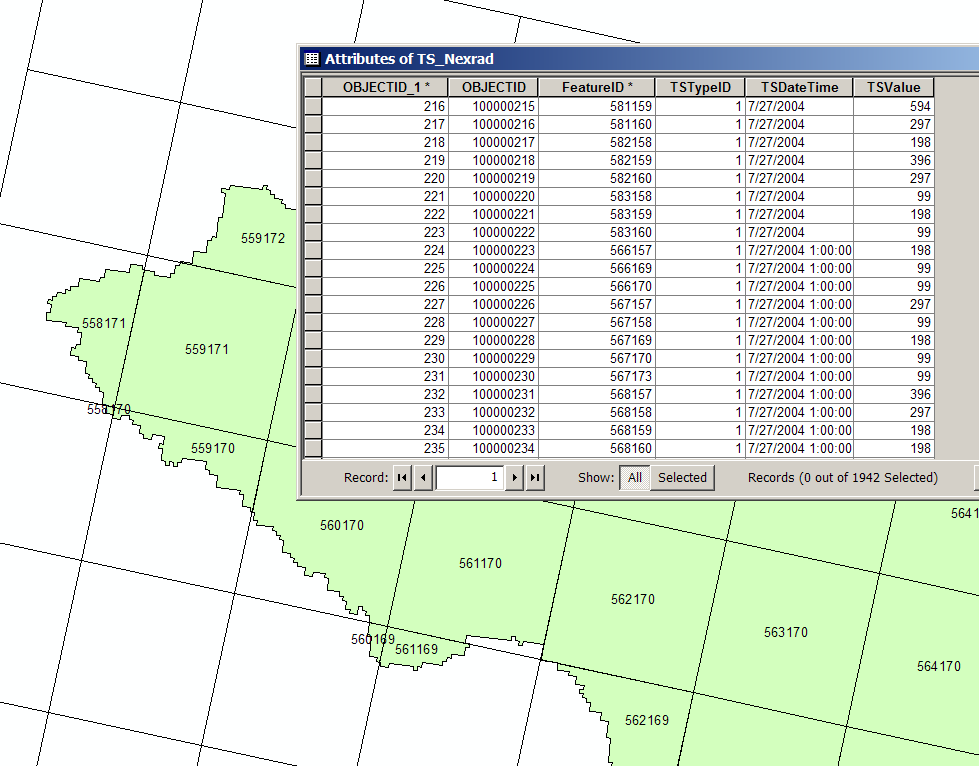 Attributes of TS_Nexrad
OBJECTID_1 * OBJECTID FeatureID * TSTypeID TSDateTime TSValue
216 100000215 581159 1 7/27/2004 594
217 100000216 581160 1 7/27/2004 297
218 100000217 582158 1 7/27/2004 198
219 100000218 582159 1 7/27/2004 396
220 100000219 582160 1 7/27/2004 297
221 100000220 583158 1 7/27/2004 99
222 100000221 583159 1 7/27/2004 198
223 100000222 583160 1 7/27/2004 99
224 100000223 566157 1 7/27/2004 1:00:00 198
225 100000224 566169 1 7/27/2004 1:00:00 99
226 100000225 566170 1 7/27/2004 1:00:00 99
227 100000226 567157 1 7/27/2004 1:00:00 297
228 100000227 567158 1 7/27/2004 1:00:00 99
229 100000228 567169 1 7/27/2004 1:00:00 198
230 100000229 567170 1 7/27/2004 1:00:00 99
231 100000230 567173 1 7/27/2004 1:00:00 99
232 100000231 568157 1 7/27/2004 1:00:00 396
233 100000232 568158 1 7/27/2004 1:00:00 297
234 100000233 568159 1 7/27/2004 1:00:00 198
235 100000234 568160 1 7/27/2004 1:00:00 198
Record: 1 Show: All Selected Records (0 out of 1942 Selected)
559172
558171
559171
558170
559170
560170
561170
562170
563170
564170
560169
561169
562169